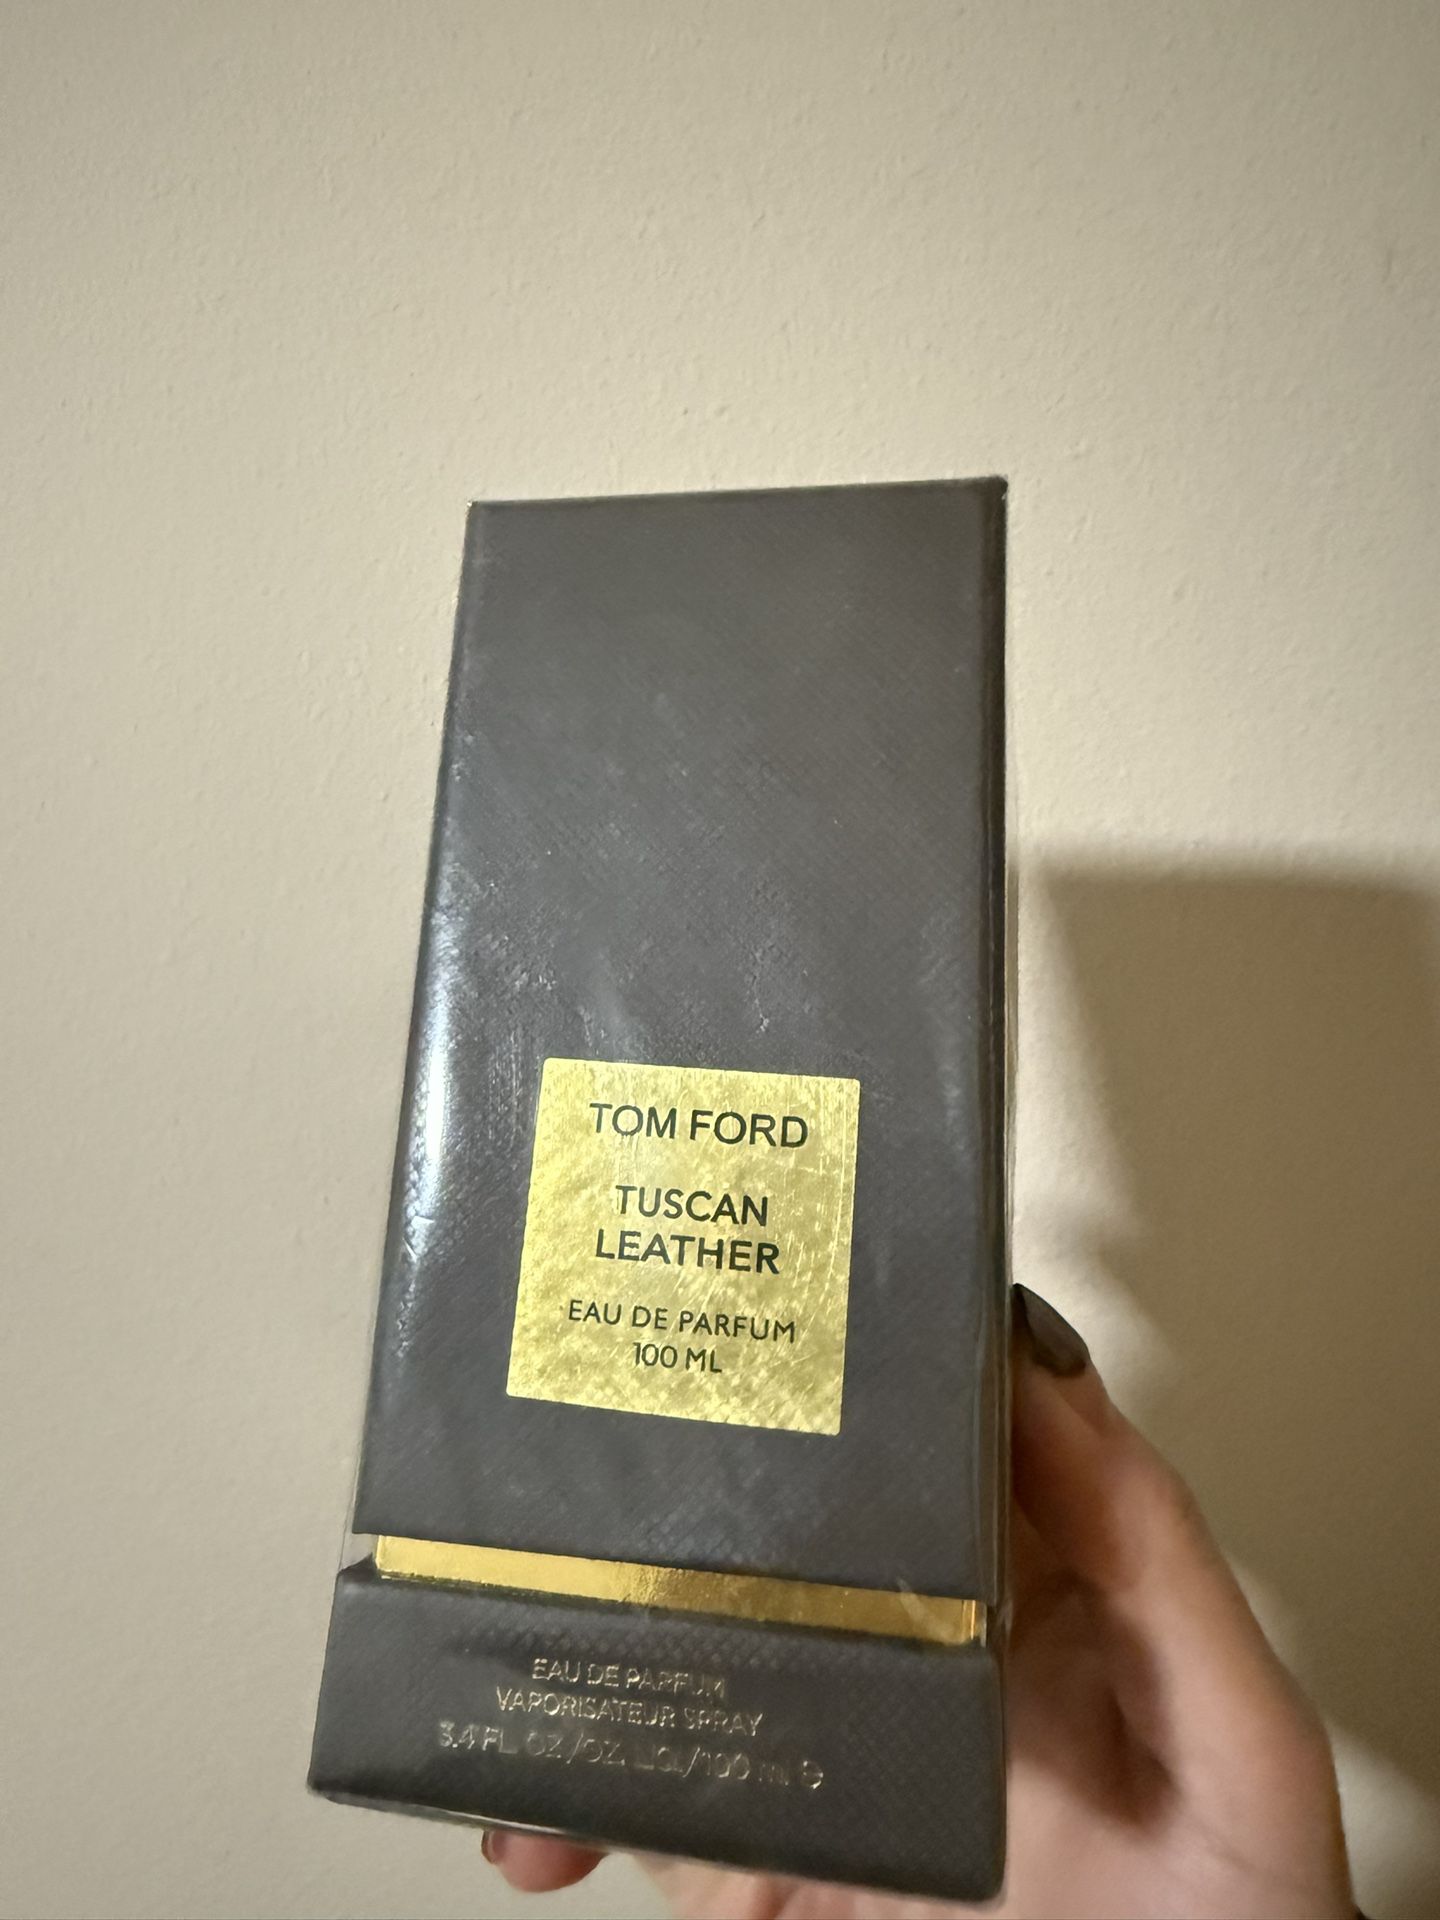 TOM FORD
TUSCAN
LEATHER
EAU DE PARFUM
100 ML
EAU DE PARFUM
VAPORISATEUR SPRAY
3.4 FL. OZ./OZ. LIQ./100 ml ℮